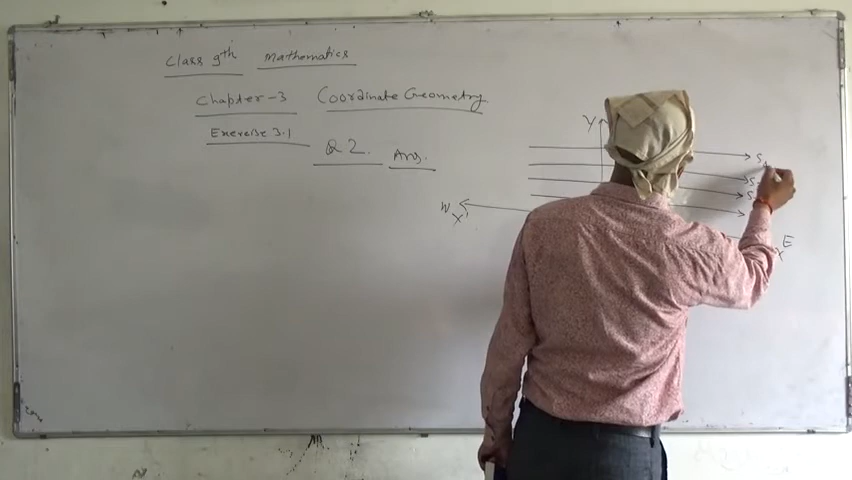 Class 9th Mathematics
Chapter-3 Coordinate Geometry
Exercise 3.1
Q 2. Ans.
Y
S
S
S
W
X'
E
X